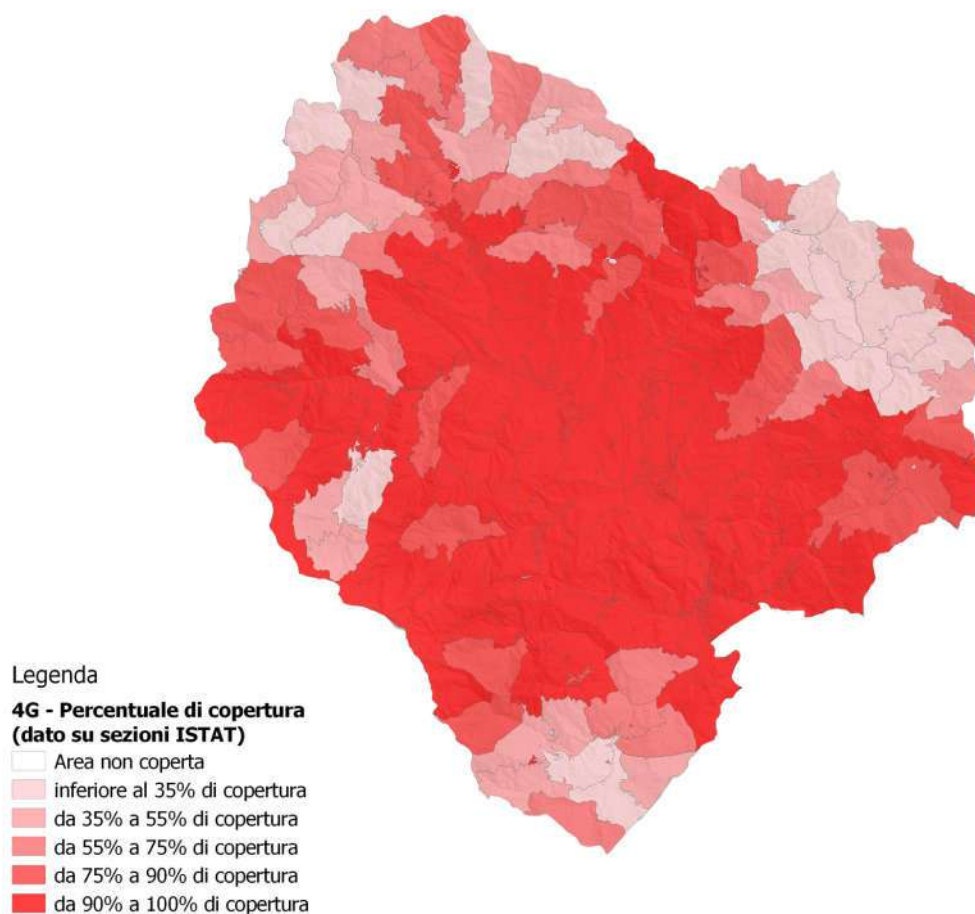 Legenda
4G - Percentuale di copertura
(dato su sezioni ISTAT)
Area non coperta
inferiore al 35% di copertura
da 35% a 55% di copertura
da 55% a 75% di copertura
da 75% a 90% di copertura
da 90% a 100% di copertura